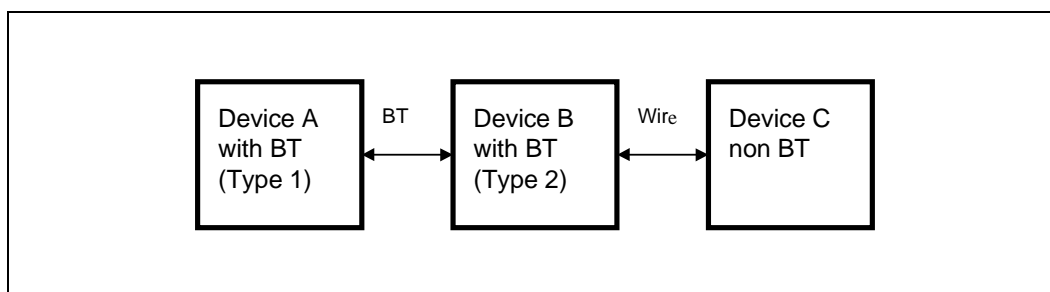 Device A
with BT
(Type 1)
BT
Device B
with BT
(Type 2)
Wire
Device C
non BT